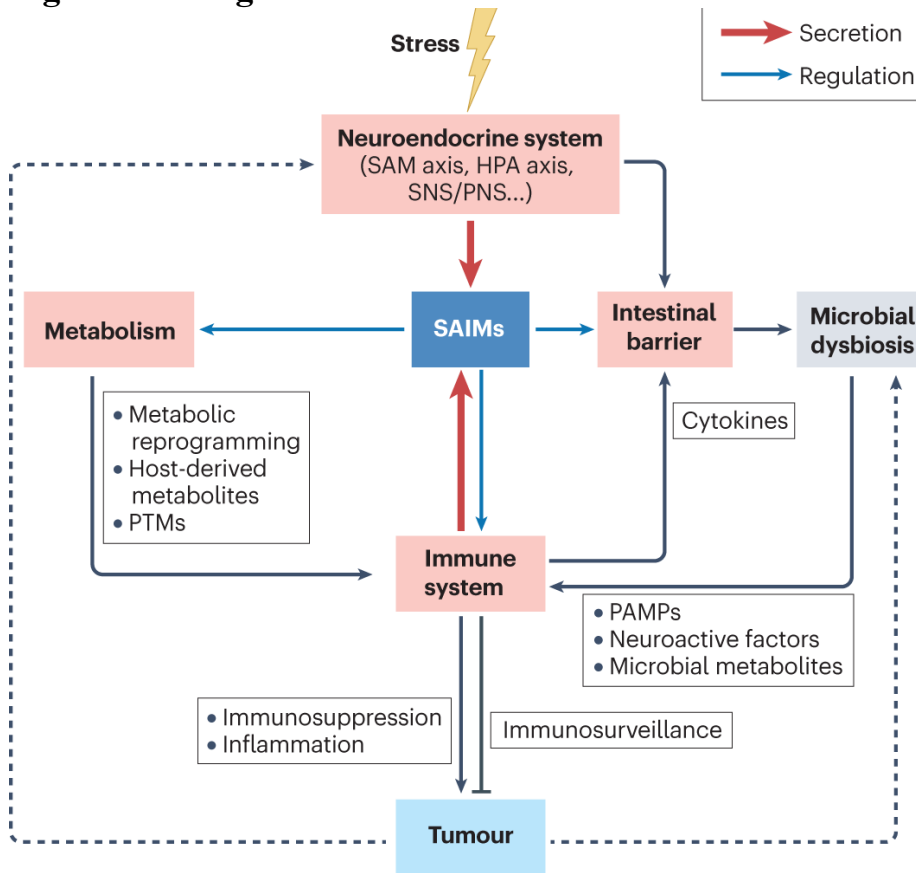 Stress
Secretion
Regulation
Neuroendocrine system
(SAM axis, HPA axis,
SNS/PNS...)
Metabolism
SAIMs
Intestinal
barrier
Microbial
dysbiosis
• Metabolic
reprogramming
• Host-derived
metabolites
• PTMs
Cytokines
Immune
system
• PAMPs
• Neuroactive factors
• Microbial metabolites
• Immunosuppression
• Inflammation
Immunosurveillance
Tumour